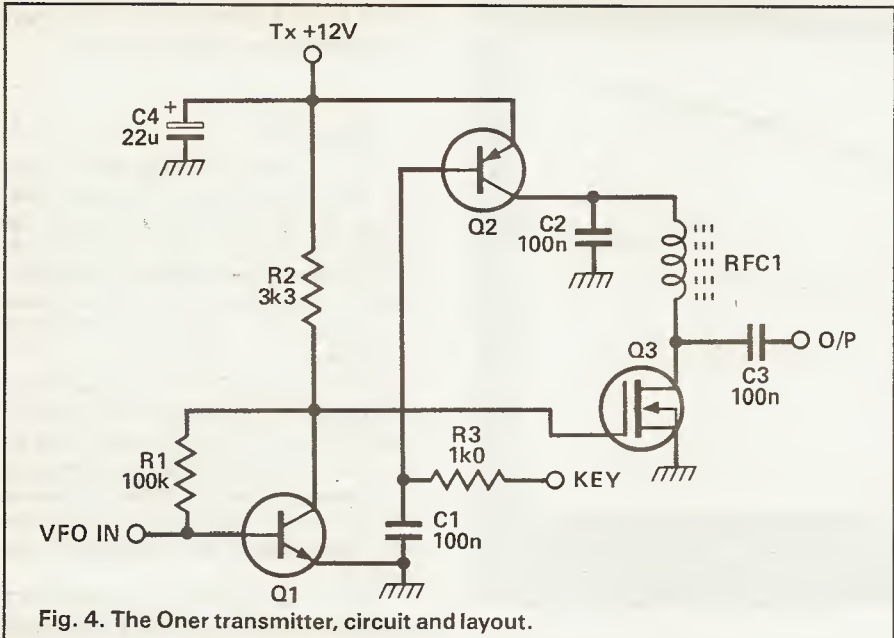 Tx +12V
C4 +
22u
Q2
C2
100n
RFC1
R2
3k3
Q3
O/P
C3
100n
R1
100k
R3
1k0
KEY
VFO IN
C1
100n
Q1
Fig. 4. The Oner transmitter, circuit and layout.